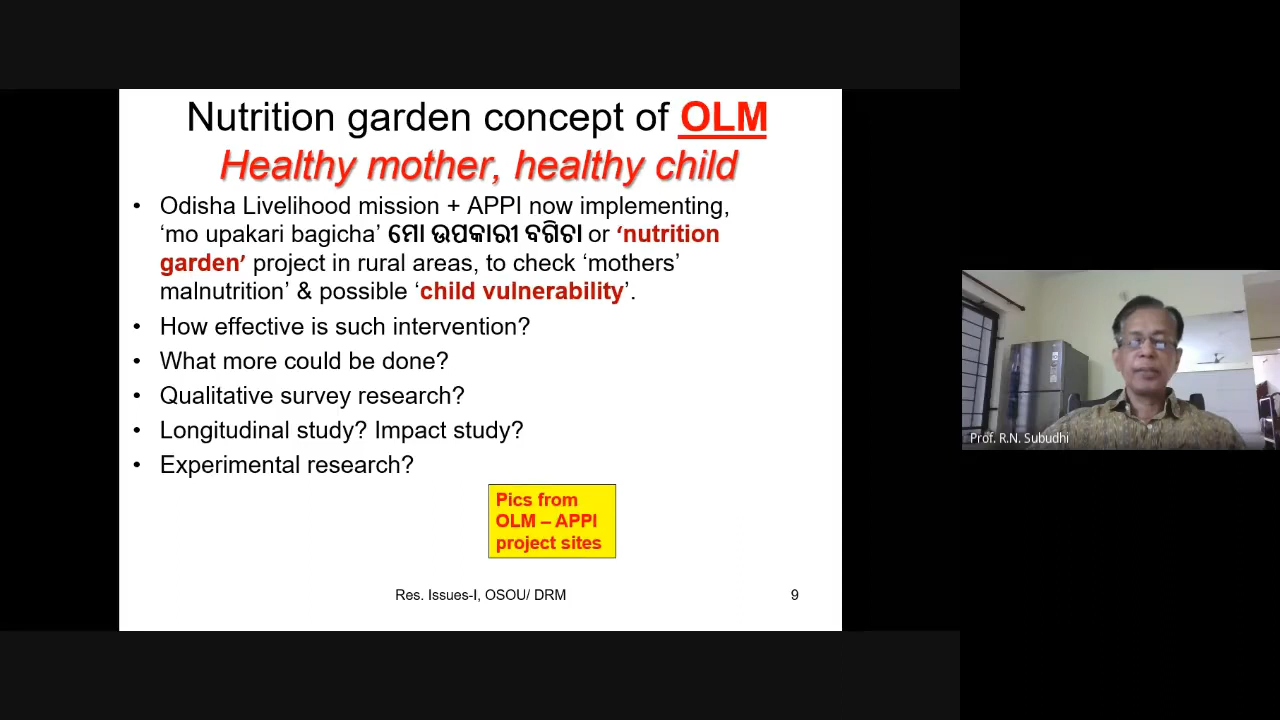 Nutrition garden concept of OLM
Healthy mother, healthy child
• Odisha Livelihood mission + APPI now implementing,
‘mo upakari bagicha’ ମୋ ଉପକାରୀ ବଗିଚା or ‘nutrition
garden’ project in rural areas, to check ‘mothers’
malnutrition’ & possible ‘child vulnerability’.
• How effective is such intervention?
• What more could be done?
• Qualitative survey research?
• Longitudinal study? Impact study?
• Experimental research?
Pics from
OLM – APPI
project sites
Res. Issues-I, OSOU/ DRM
9
Prof. R.N. Subudhi